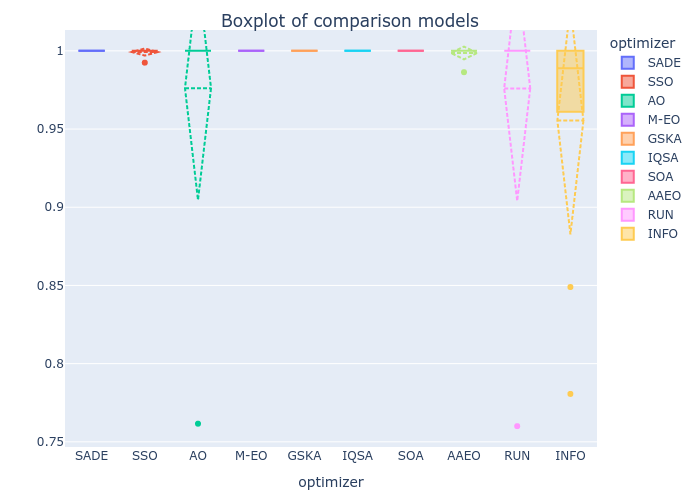 Boxplot of comparison models
1
0.95
0.9
0.85
0.8
0.75
SADE SSO AO M-EO GSKA IQSA SOA AAEO RUN INFO
optimizer
optimizer
SADE
SSO
AO
M-EO
GSKA
IQSA
SOA
AAEO
RUN
INFO